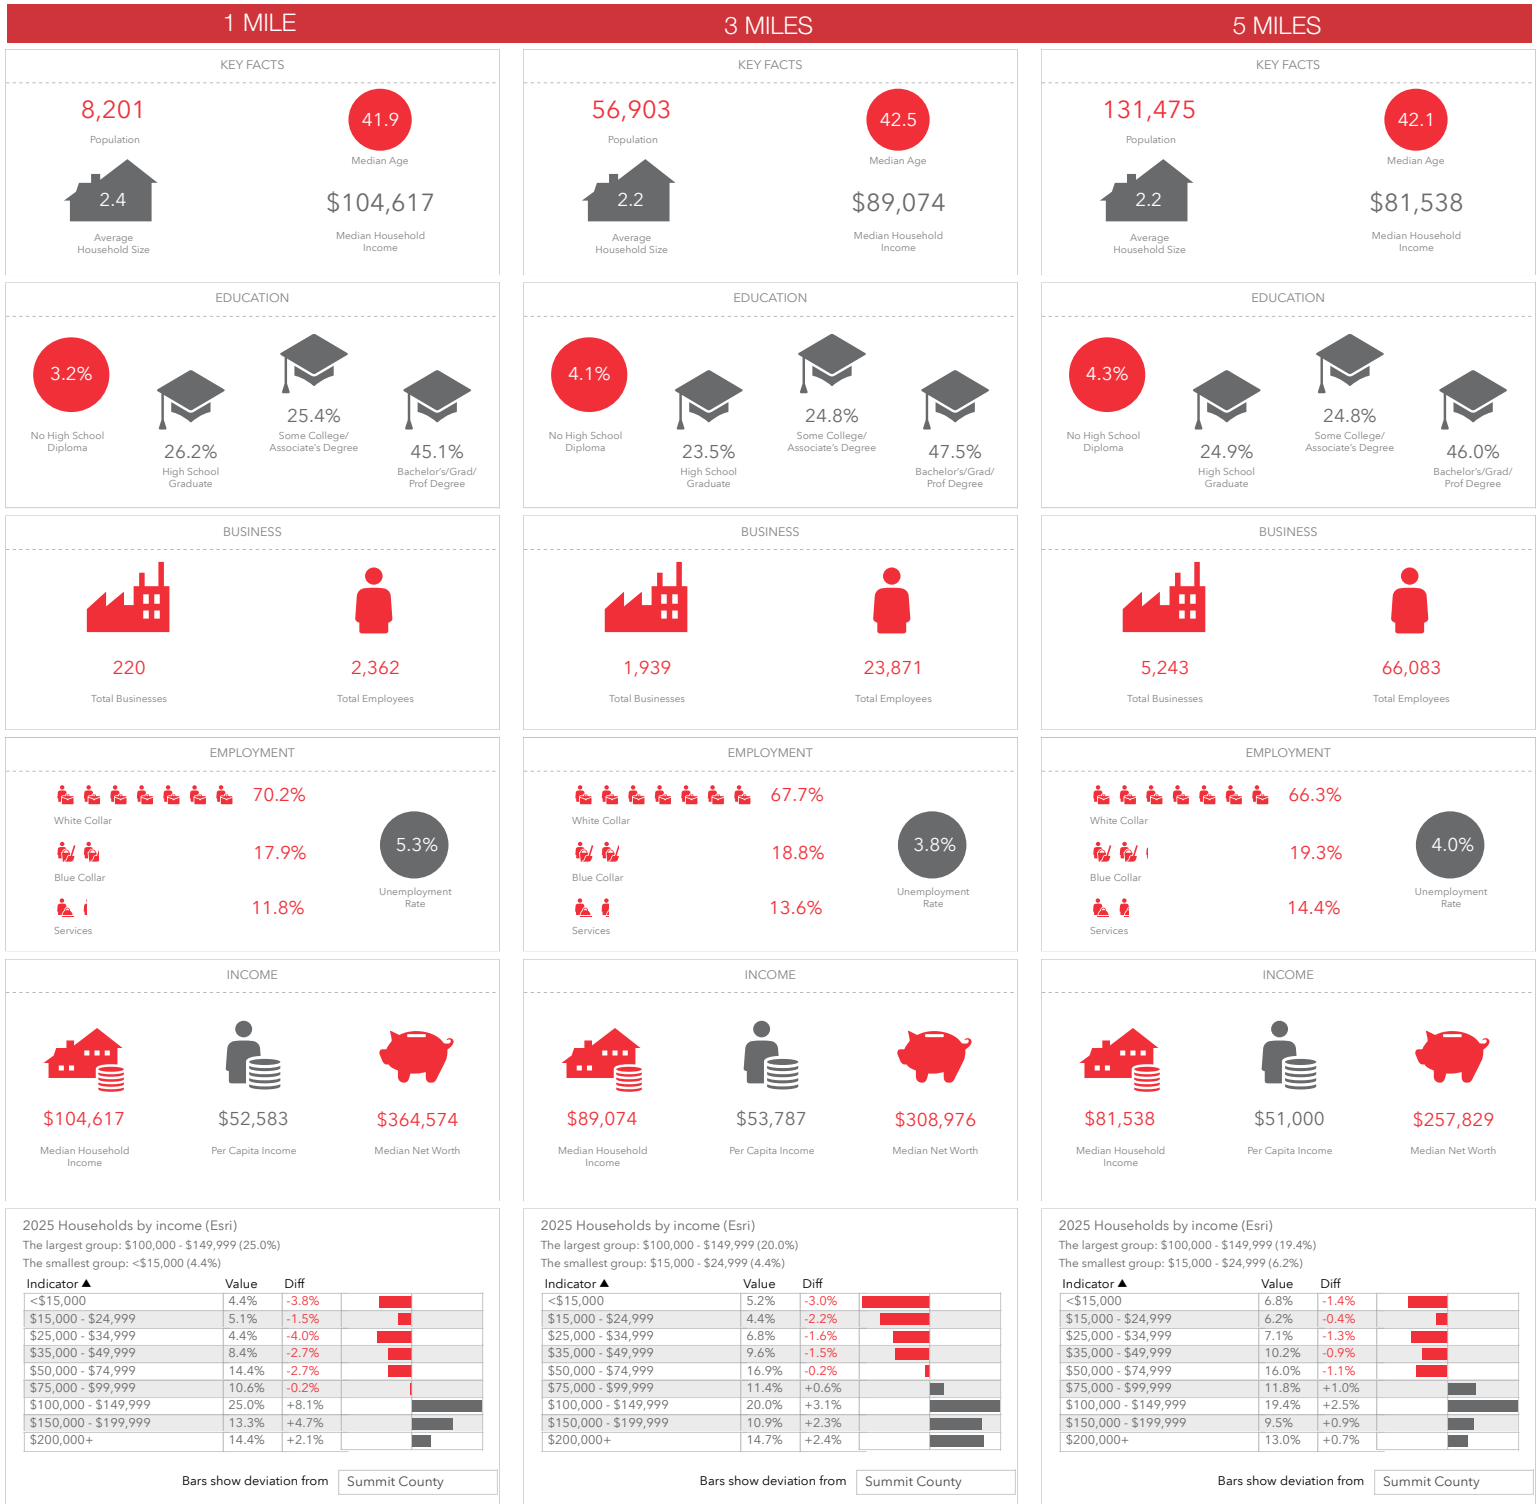 1 MILE
3 MILES
5 MILES
KEY FACTS
8,201
Population
41.9
Median Age
2.4
Average
Household Size
$104,617
Median Household
Income
EDUCATION
3.2%
No High School
Diploma
26.2%
High School
Graduate
25.4%
Some College/
Associate's Degree
45.1%
Bachelor's/Grad/
Prof Degree
BUSINESS
220
Total Businesses
2,362
Total Employees
EMPLOYMENT
70.2%
White Collar
17.9%
Blue Collar
11.8%
Services
5.3%
Unemployment
Rate
INCOME
$104,617
Median Household
Income
$52,583
Per Capita Income
$364,574
Median Net Worth
2025 Households by income (Esri)
The largest group: $100,000 - $149,999 (25.0%)
The smallest group: <$15,000 (4.4%)
Indicator ▲ Value Diff
<$15,000 4.4% -3.8%
$15,000 - $24,999 5.1% -1.5%
$25,000 - $34,999 4.4% -4.0%
$35,000 - $49,999 8.4% -2.7%
$50,000 - $74,999 14.4% -2.7%
$75,000 - $99,999 10.6% -0.2%
$100,000 - $149,999 25.0% +8.1%
$150,000 - $199,999 13.3% +4.7%
$200,000+ 14.4% +2.1%
Bars show deviation from Summit County
KEY FACTS
56,903
Population
42.5
Median Age
2.2
Average
Household Size
$89,074
Median Household
Income
EDUCATION
4.1%
No High School
Diploma
23.5%
High School
Graduate
24.8%
Some College/
Associate's Degree
47.5%
Bachelor's/Grad/
Prof Degree
BUSINESS
1,939
Total Businesses
23,871
Total Employees
EMPLOYMENT
67.7%
White Collar
18.8%
Blue Collar
13.6%
Services
3.8%
Unemployment
Rate
INCOME
$89,074
Median Household
Income
$53,787
Per Capita Income
$308,976
Median Net Worth
2025 Households by income (Esri)
The largest group: $100,000 - $149,999 (20.0%)
The smallest group: $15,000 - $24,999 (4.4%)
Indicator ▲ Value Diff
<$15,000 5.2% -3.0%
$15,000 - $24,999 4.4% -2.2%
$25,000 - $34,999 6.8% -1.6%
$35,000 - $49,999 9.6% -1.5%
$50,000 - $74,999 16.9% -0.2%
$75,000 - $99,999 11.4% +0.6%
$100,000 - $149,999 20.0% +3.1%
$150,000 - $199,999 10.9% +2.3%
$200,000+ 14.7% +2.4%
Bars show deviation from Summit County
KEY FACTS
131,475
Population
42.1
Median Age
2.2
Average
Household Size
$81,538
Median Household
Income
EDUCATION
4.3%
No High School
Diploma
24.9%
High School
Graduate
24.8%
Some College/
Associate's Degree
46.0%
Bachelor's/Grad/
Prof Degree
BUSINESS
5,243
Total Businesses
66,083
Total Employees
EMPLOYMENT
66.3%
White Collar
19.3%
Blue Collar
14.4%
Services
4.0%
Unemployment
Rate
INCOME
$81,538
Median Household
Income
$51,000
Per Capita Income
$257,829
Median Net Worth
2025 Households by income (Esri)
The largest group: $100,000 - $149,999 (19.4%)
The smallest group: $15,000 - $24,999 (6.2%)
Indicator ▲ Value Diff
<$15,000 6.8% -1.4%
$15,000 - $24,999 6.2% -0.4%
$25,000 - $34,999 7.1% -1.3%
$35,000 - $49,999 10.2% -0.9%
$50,000 - $74,999 16.0% -1.1%
$75,000 - $99,999 11.8% +1.0%
$100,000 - $149,999 19.4% +2.5%
$150,000 - $199,999 9.5% +0.9%
$200,000+ 13.0% +0.7%
Bars show deviation from Summit County